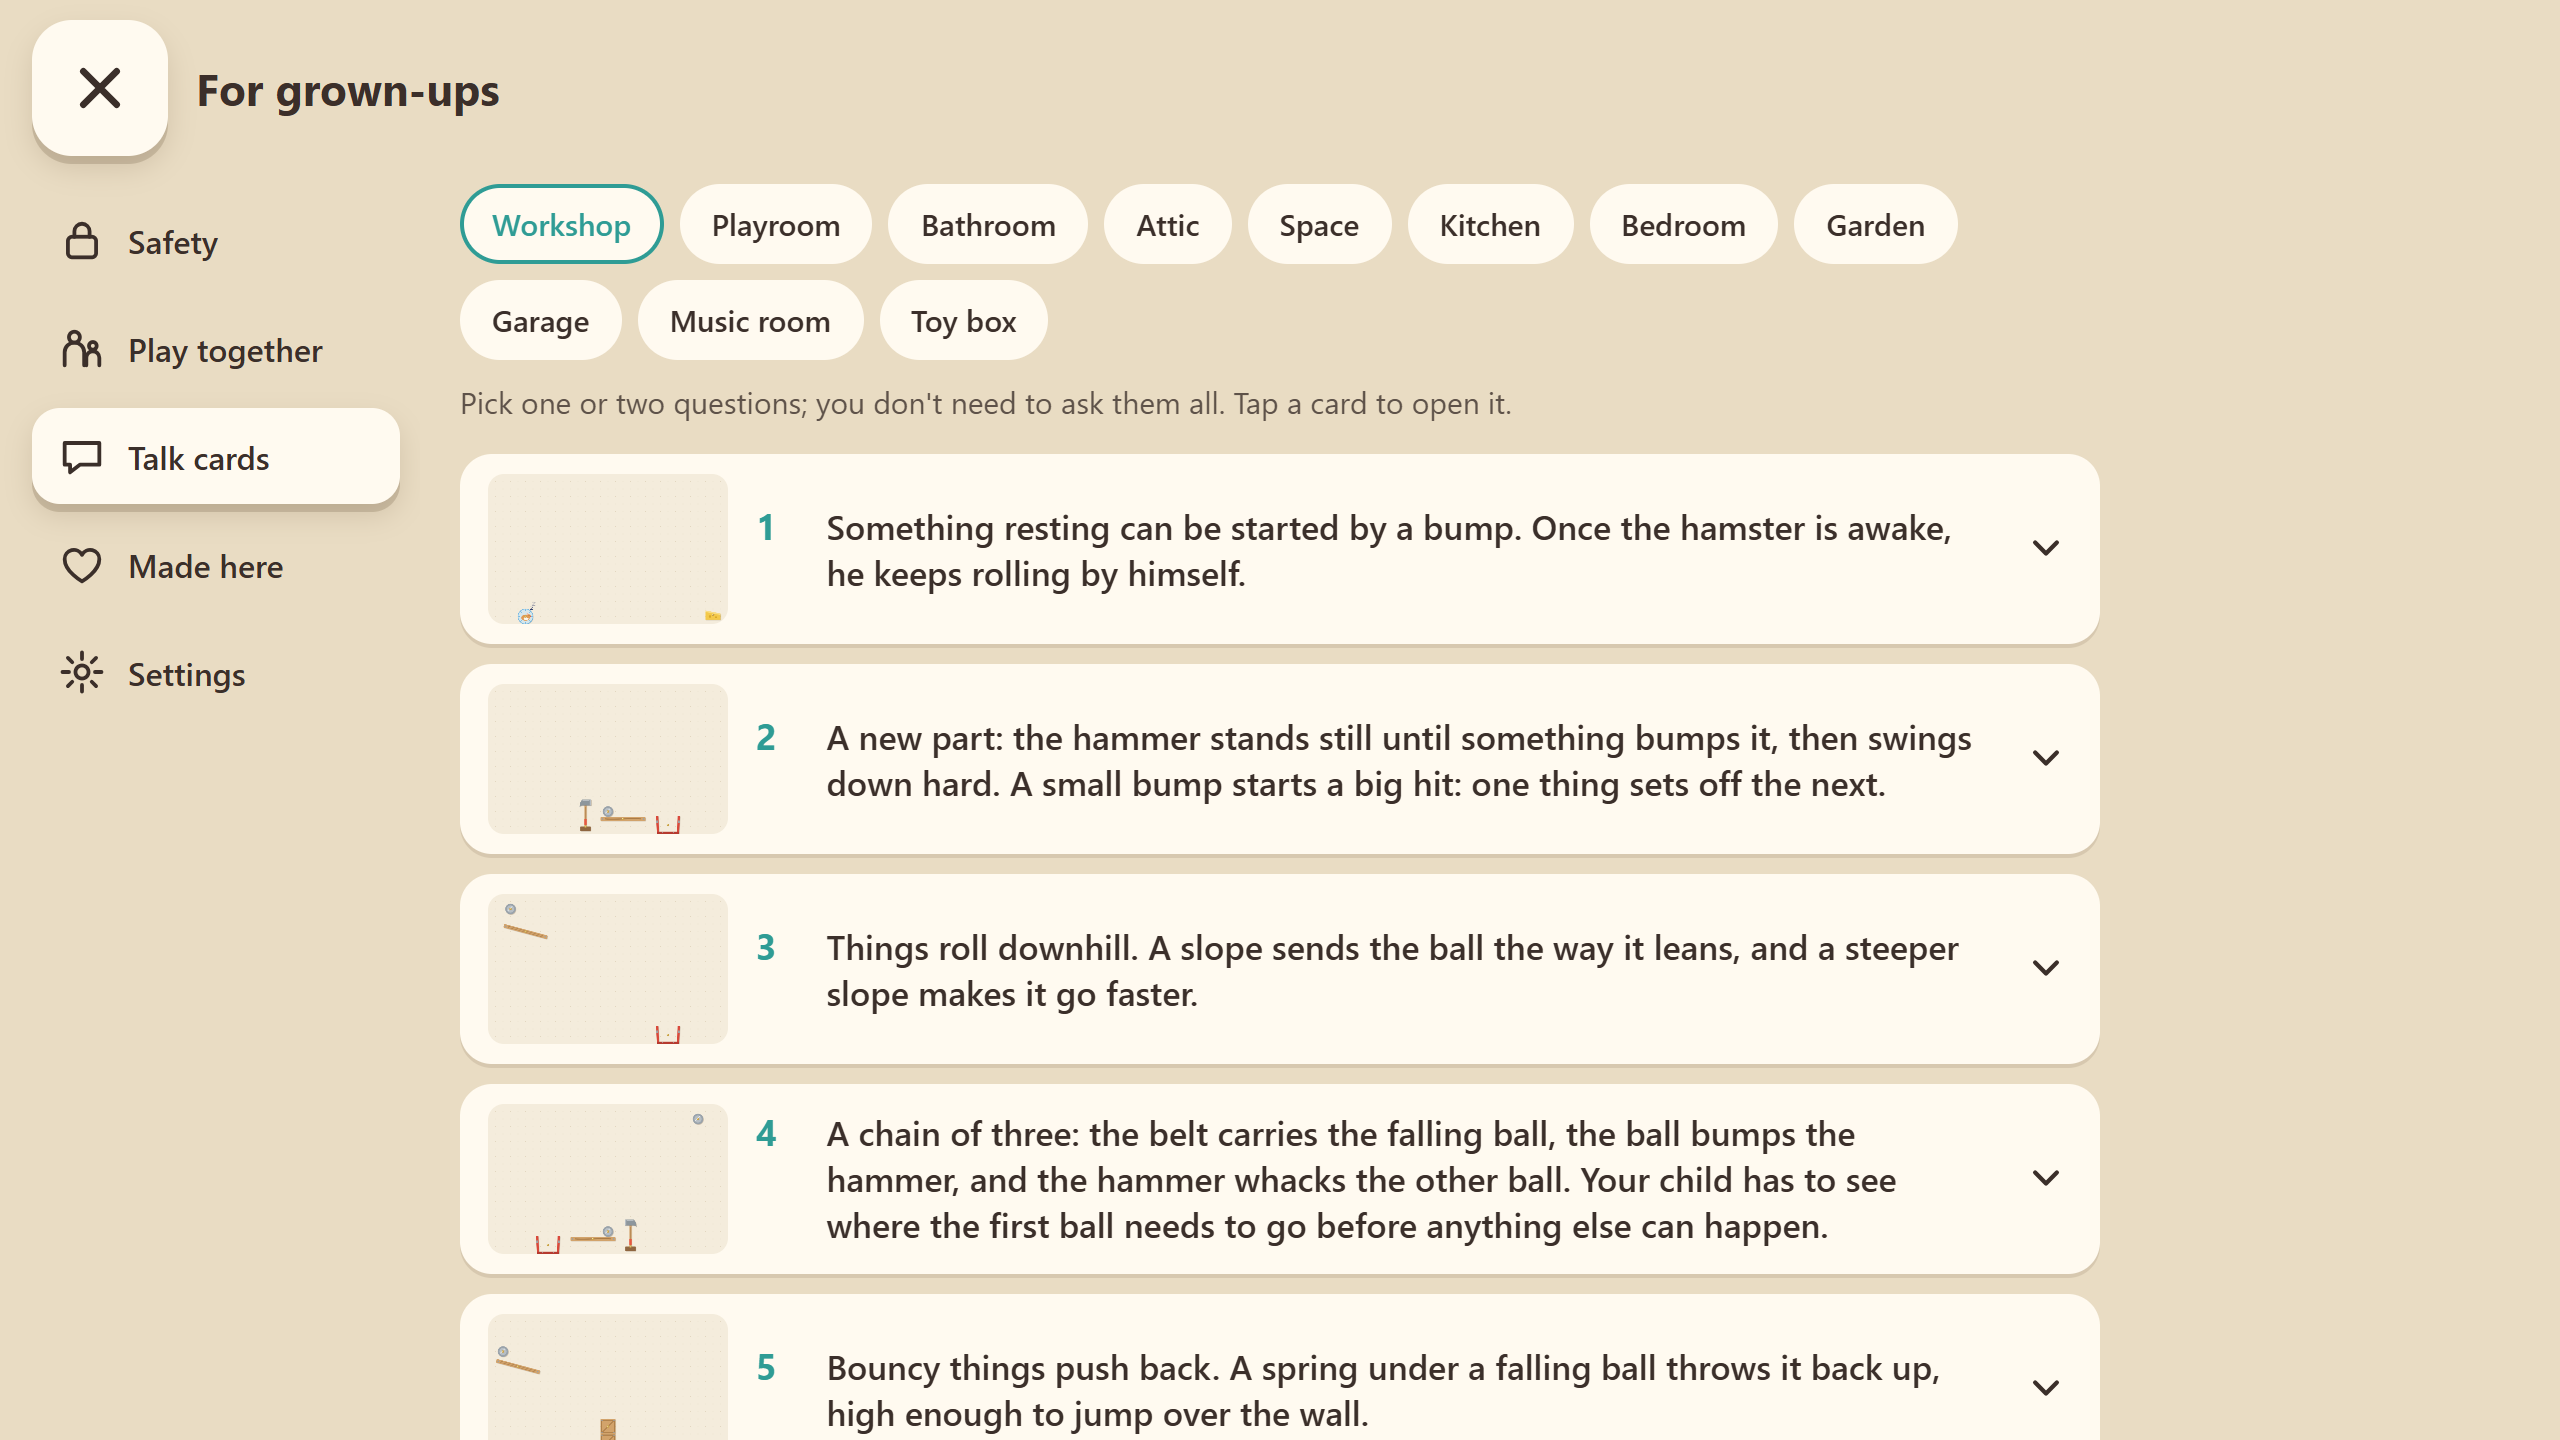 For grown-ups
Safety
Play together
Talk cards
Made here
Settings
Workshop
Playroom
Bathroom
Attic
Space
Kitchen
Bedroom
Garden
Garage
Music room
Toy box
Pick one or two questions; you don't need to ask them all. Tap a card to open it.
1
Something resting can be started by a bump. Once the hamster is awake,
he keeps rolling by himself.
2
A new part: the hammer stands still until something bumps it, then swings
down hard. A small bump starts a big hit: one thing sets off the next.
3
Things roll downhill. A slope sends the ball the way it leans, and a steeper
slope makes it go faster.
4
A chain of three: the belt carries the falling ball, the ball bumps the
hammer, and the hammer whacks the other ball. Your child has to see
where the first ball needs to go before anything else can happen.
5
Bouncy things push back. A spring under a falling ball throws it back up,
high enough to jump over the wall.